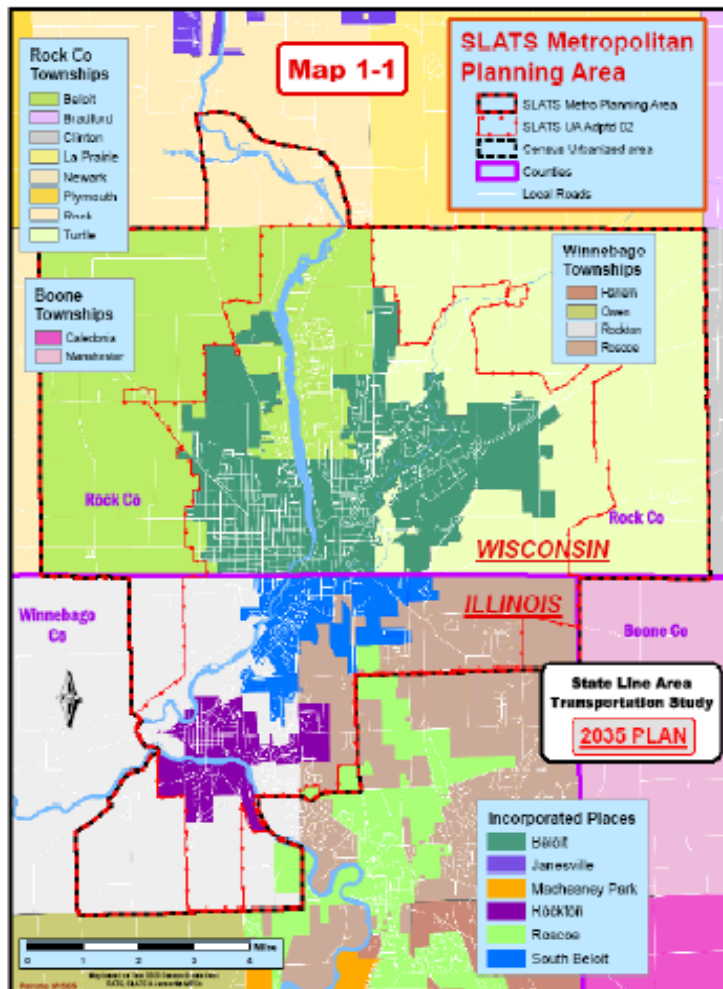 Map 1-1
SLATS Metropolitan
Planning Area
SLATS Metro Planning Area
SLATS UA Adptd 02
Census Urbanized area
Counties
Local Roads
Rock Co
Townships
Beloit
Bradford
Clinton
La Prairie
Newark
Plymouth
Rock
Turtle
Boone
Townships
Caledonia
Manchester
Winnebago
Townships
Harlem
Owen
Rockton
Roscoe
Rock Co
Rock Co
WISCONSIN
ILLINOIS
Winnebago
Co
Boone Co
State Line Area
Transportation Study
2035 PLAN
Incorporated Places
Beloit
Janesville
Machesney Park
Rockton
Roscoe
South Beloit
0 1 2 3 4 Miles